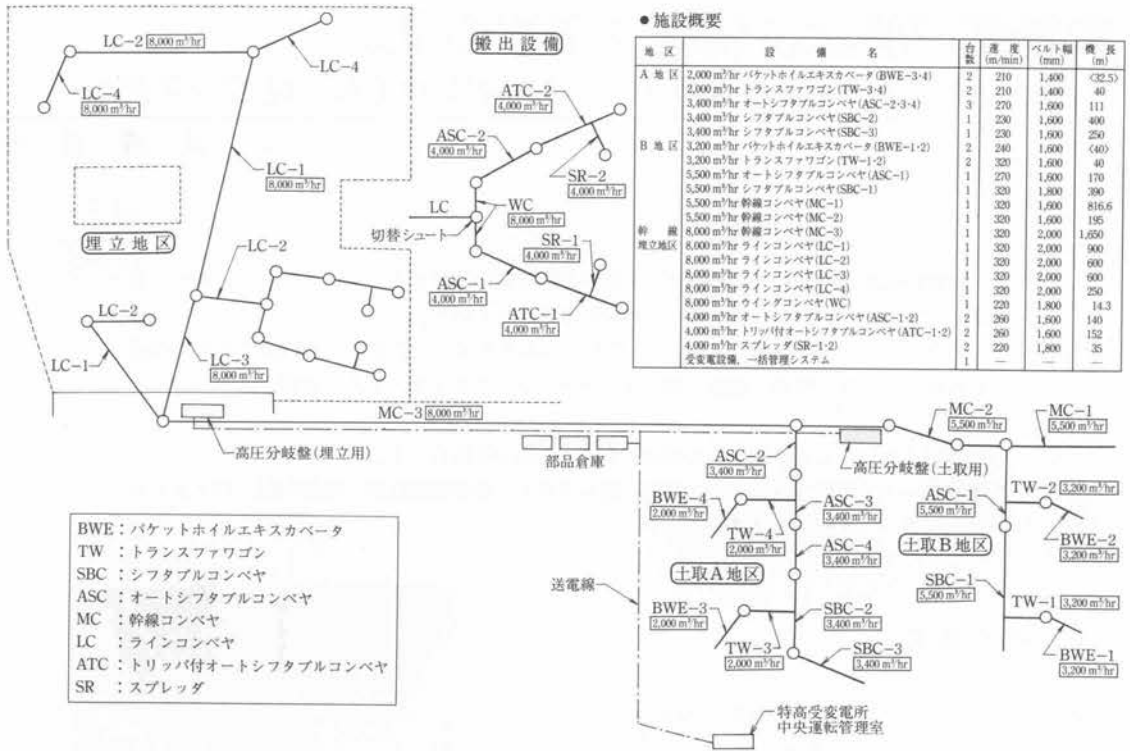 LC-2 8,000 m³/hr
LC-4
LC-4
8,000 m³/hr
LC-1
8,000 m³/hr
埋立地区
LC-2
LC-2
LC-1
LC-3
8,000 m³/hr
搬出設備
ATC-2
4,000 m³/hr
ASC-2
4,000 m³/hr
SR-2
4,000 m³/hr
LC
WC
8,000 m³/hr
切替シュート
SR-1
4,000 m³/hr
ASC-1
4,000 m³/hr
ATC-1
4,000 m³/hr
●施設概要
地区 設備名 台数 速度(m/min) ベルト幅(mm) 機長(m)
A地区 2,000 m³/hr バケットホイルエキスカベータ(BWE-3・4) 2 210 1,400 〈32.5〉
2,000 m³/hr トランスファワゴン(TW-3・4) 2 210 1,400 40
3,400 m³/hr オートシフタブルコンベヤ(ASC-2・3・4) 3 270 1,600 111
3,400 m³/hr シフタブルコンベヤ(SBC-2) 1 230 1,600 400
3,400 m³/hr シフタブルコンベヤ(SBC-3) 1 230 1,600 250
B地区 3,200 m³/hr バケットホイルエキスカベータ(BWE-1・2) 2 240 1,600 〈40〉
3,200 m³/hr トランスファワゴン(TW-1・2) 2 320 1,600 40
5,500 m³/hr オートシフタブルコンベヤ(ASC-1) 1 270 1,600 170
5,500 m³/hr シフタブルコンベヤ(SBC-1) 1 320 1,800 390
5,500 m³/hr 幹線コンベヤ(MC-1) 1 320 1,600 816.6
5,500 m³/hr 幹線コンベヤ(MC-2) 1 320 1,600 195
幹線 8,000 m³/hr 幹線コンベヤ(MC-3) 1 320 2,000 1,650
埋立地区 8,000 m³/hr ラインコンベヤ(LC-1) 1 320 2,000 900
8,000 m³/hr ラインコンベヤ(LC-2) 1 320 2,000 600
8,000 m³/hr ラインコンベヤ(LC-3) 1 320 2,000 600
8,000 m³/hr ラインコンベヤ(LC-4) 1 320 2,000 250
8,000 m³/hr ウイングコンベヤ(WC) 1 220 1,800 14.3
4,000 m³/hr オートシフタブルコンベヤ(ASC-1・2) 2 260 1,600 140
4,000 m³/hr トリッパ付オートシフタブルコンベヤ(ATC-1・2) 2 260 1,600 152
4,000 m³/hr スプレッダ(SR-1・2) 2 220 1,800 35
受変電設備、一括管理システム 1 — — —
MC-3 8,000 m³/hr
高圧分岐盤(埋立用)
部品倉庫
MC-2
5,500 m³/hr
MC-1
5,500 m³/hr
高圧分岐盤(土取用)
ASC-2
3,400 m³/hr
BWE-4
2,000 m³/hr
ASC-3
3,400 m³/hr
TW-4
2,000 m³/hr
ASC-4
3,400 m³/hr
土取A地区
BWE-3
2,000 m³/hr
TW-3
2,000 m³/hr
SBC-2
3,400 m³/hr
SBC-3
3,400 m³/hr
ASC-1
5,500 m³/hr
TW-2 3,200 m³/hr
BWE-2
3,200 m³/hr
土取B地区
SBC-1
5,500 m³/hr
TW-1 3,200 m³/hr
BWE-1
3,200 m³/hr
送電線
特高受変電所
中央運転管理室
BWE：バケットホイルエキスカベータ
TW：トランスファワゴン
SBC：シフタブルコンベヤ
ASC：オートシフタブルコンベヤ
MC：幹線コンベヤ
LC：ラインコンベヤ
ATC：トリッパ付オートシフタブルコンベヤ
SR：スプレッダ